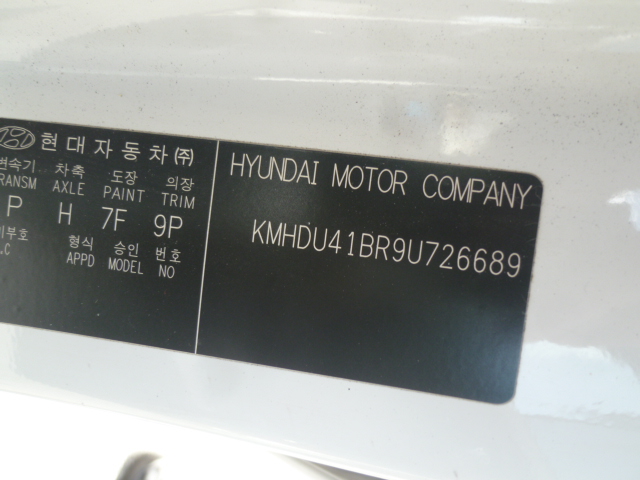 현대자동차㈜
변속기 차축 도장 의장
TRANSM AXLE PAINT TRIM
P H 7F 9P
형식 승인 번호
APPD MODEL NO
HYUNDAI MOTOR COMPANY
KMHDU41BR9U726689